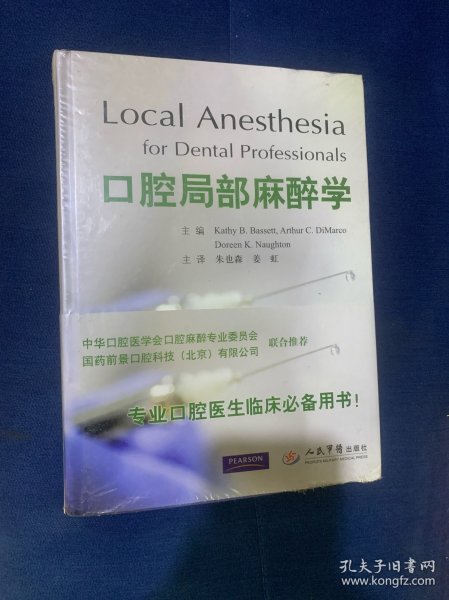 Local Anesthesia
for Dental Professionals
口腔局部麻醉学
主 编 Kathy B. Bassett, Arthur C. DiMarco
Doreen K. Naughton
主 译 朱也森 姜 虹
中华口腔医学会口腔麻醉专业委员会
国药前景口腔科技（北京）有限公司
联合推荐
专业口腔医生临床必备用书！
PEARSON
人民军医出版社
PEOPLE'S MILITARY MEDICAL PRESS
孔夫子旧书网
www.kongfz.com